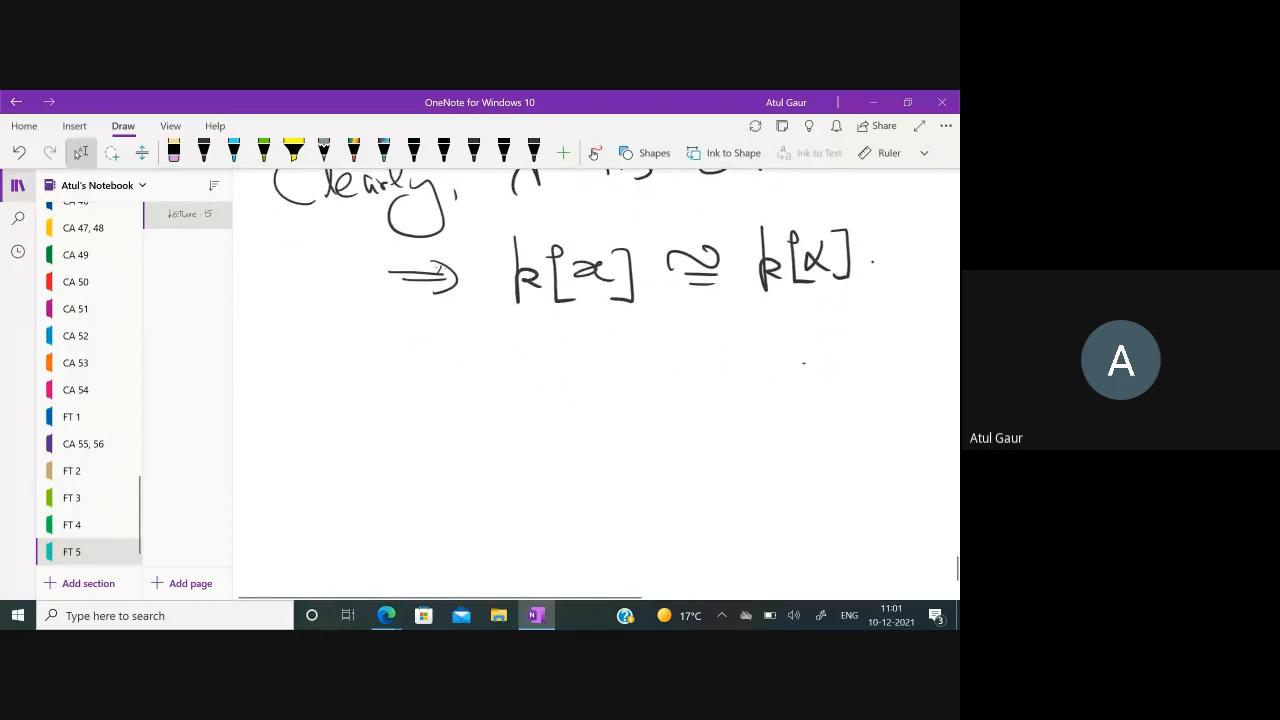 OneNote for Windows 10
Atul Gaur
Home Insert Draw View Help
Share
Shapes Ink to Shape Ink to Text Ruler
Atul's Notebook
CA 47, 48
CA 49
CA 50
CA 51
CA 52
CA 53
CA 54
FT 1
CA 55, 56
FT 2
FT 3
FT 4
FT 5
Add section
Lecture - 5
Add page
Clearly,
⇒ k[x] ≅ k[α].
Type here to search
17°C
ENG
11:01
10-12-2021
3
A
Atul Gaur